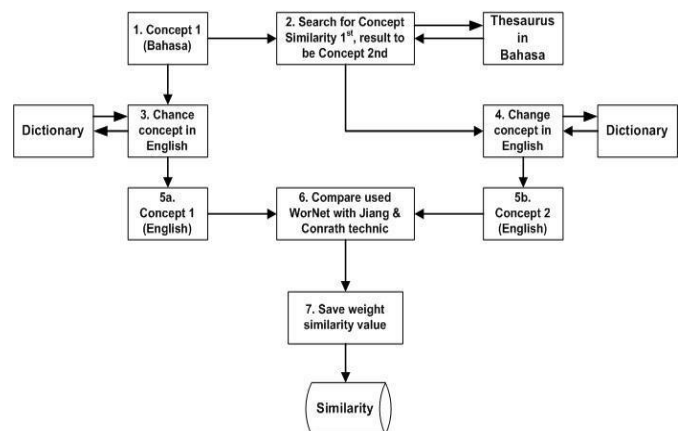 1. Concept 1
(Bahasa)
2. Search for Concept
Similarity 1st, result to
be Concept 2nd
Thesaurus
in
Bahasa
Dictionary
3. Chance
concept in
English
4. Change
concept in
English
Dictionary
5a.
Concept 1
(English)
6. Compare used
WorNet with Jiang &
Conrath technic
5b.
Concept 2
(English)
7. Save weight
similarity value
Similarity